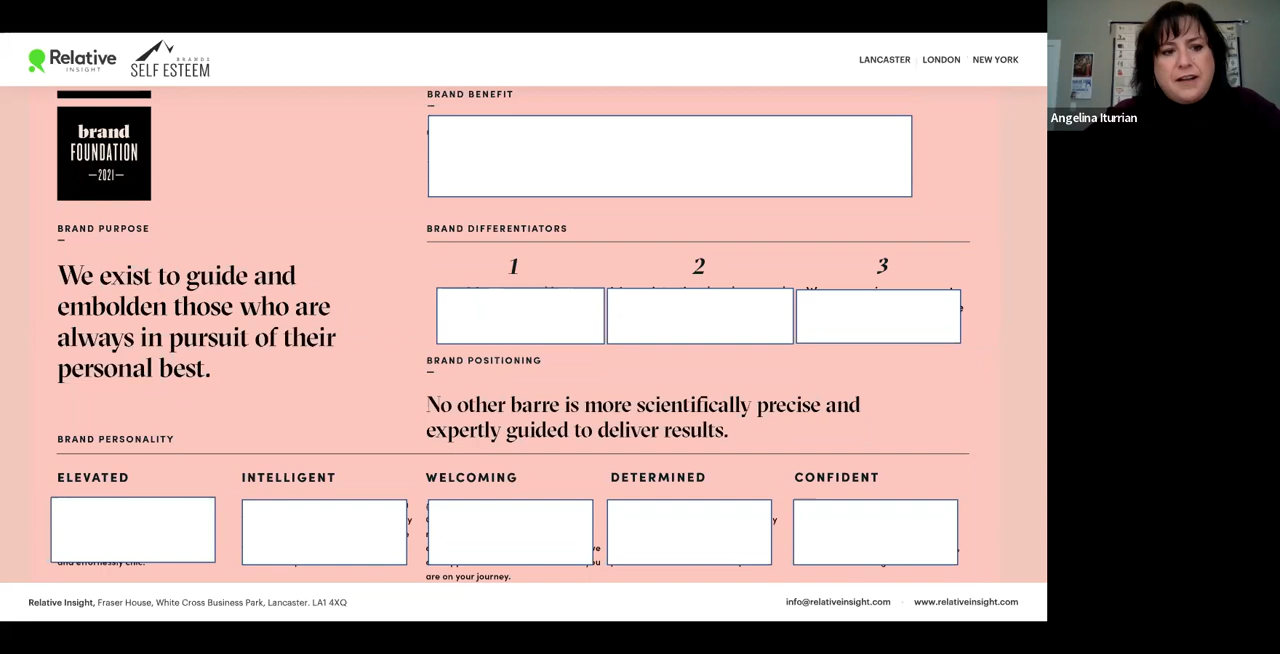 Relative
INSIGHT
BRANDS
SELF ESTEEM
LANCASTER LONDON NEW YORK
Angelina Iturrian
brand
FOUNDATION
—2021—
BRAND PURPOSE
We exist to guide and
embolden those who are
always in pursuit of their
personal best.
BRAND BENEFIT
BRAND DIFFERENTIATORS
1 2 3
BRAND POSITIONING
No other barre is more scientifically precise and
expertly guided to deliver results.
BRAND PERSONALITY
ELEVATED INTELLIGENT WELCOMING DETERMINED CONFIDENT
and effortlessly chic.
are on your journey.
Relative Insight, Fraser House, White Cross Business Park, Lancaster. LA1 4XQ
info@relativeinsight.com - www.relativeinsight.com